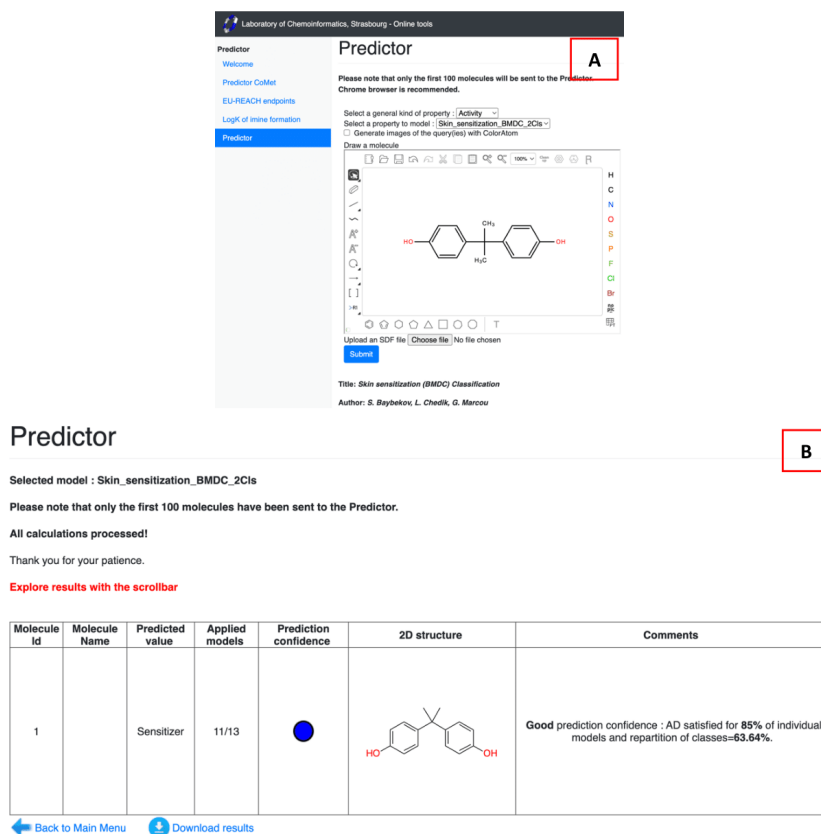 Laboratory of Chemoinformatics, Strasbourg - Online tools
Predictor
Welcome
Predictor CoMet
EU-REACH endpoints
LogK of imine formation
Predictor
Predictor
A
Please note that only the first 100 molecules will be sent to the Predictor.
Chrome browser is recommended.
Select a general kind of property : Activity
Select a property to model : Skin_sensitization_BMDC_2Cls
Generate images of the query(ies) with ColorAtom
Draw a molecule
100%
H
C
N
O
S
P
F
Cl
Br
CH3
HO
OH
H3C
T
Upload an SDF file Choose file No file chosen
Submit
Title: Skin sensitization (BMDC) Classification
Author: S. Baybekov, L. Chedik, G. Marcou
Predictor
B
Selected model : Skin_sensitization_BMDC_2Cls
Please note that only the first 100 molecules have been sent to the Predictor.
All calculations processed!
Thank you for your patience.
Explore results with the scrollbar
Molecule Id Molecule Name Predicted value Applied models Prediction confidence 2D structure Comments
1 Sensitizer 11/13 HO OH Good prediction confidence : AD satisfied for 85% of individual
models and repartition of classes=63.64%.
Back to Main Menu Download results